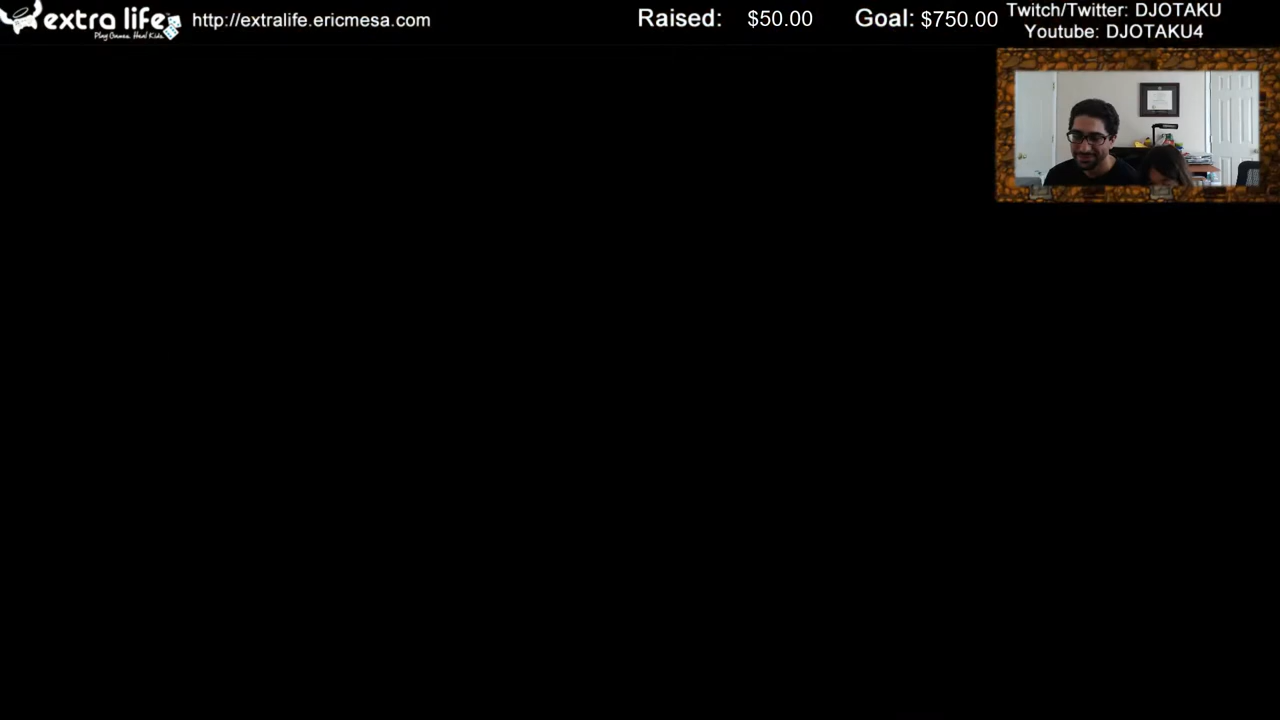 extra life
Play Games. Heal Kids.
http://extralife.ericmesa.com
Raised: $50.00
Goal: $750.00
Twitch/Twitter: DJOTAKU
Youtube: DJOTAKU4